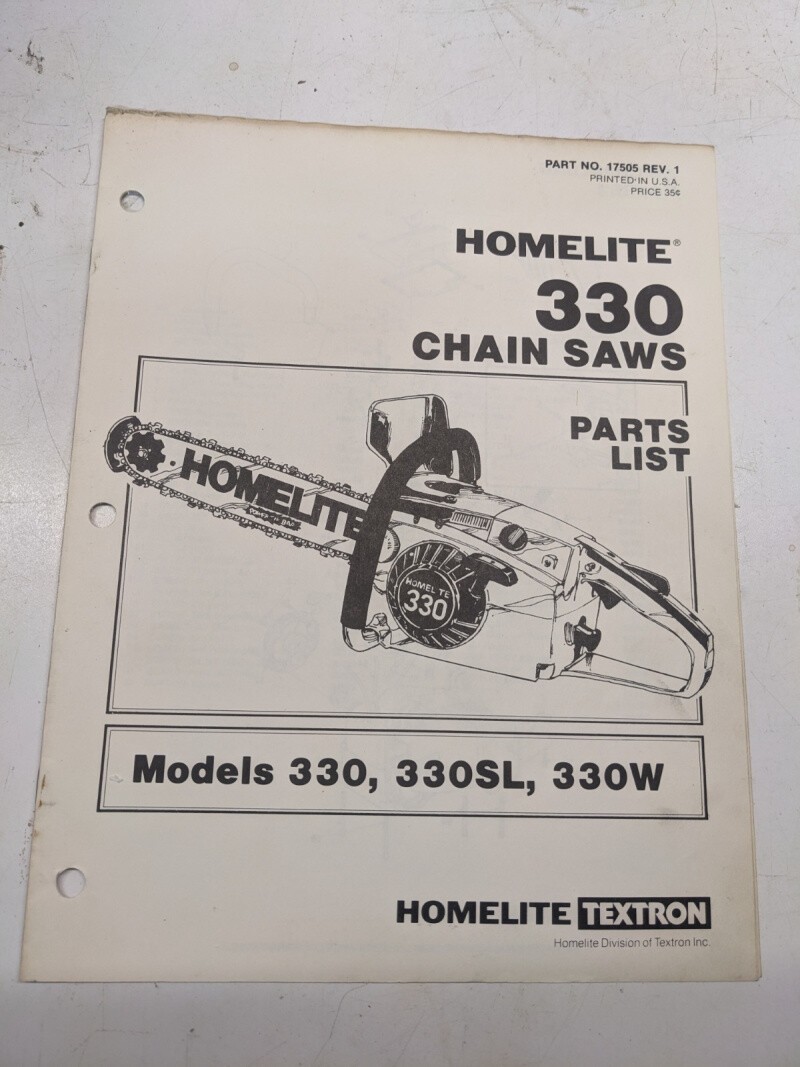 PART NO. 17505 REV. 1
PRINTED IN U.S.A.
PRICE 35¢
HOMELITE®
330
CHAIN SAWS
PARTS
LIST
HOMELITE
HOMELITE
330
Models 330, 330SL, 330W
HOMELITE TEXTRON
Homelite Division of Textron Inc.